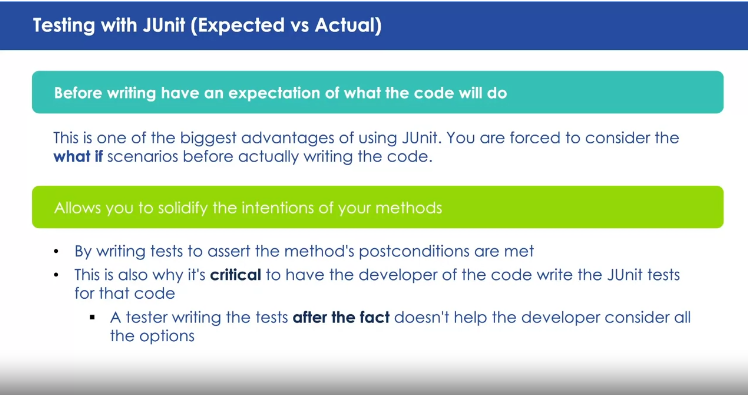 Testing with JUnit (Expected vs Actual)
Before writing have an expectation of what the code will do
This is one of the biggest advantages of using JUnit. You are forced to consider the
what if scenarios before actually writing the code.
Allows you to solidify the intentions of your methods
• By writing tests to assert the method's postconditions are met
• This is also why it's critical to have the developer of the code write the JUnit tests
for that code
▪ A tester writing the tests after the fact doesn't help the developer consider all
the options